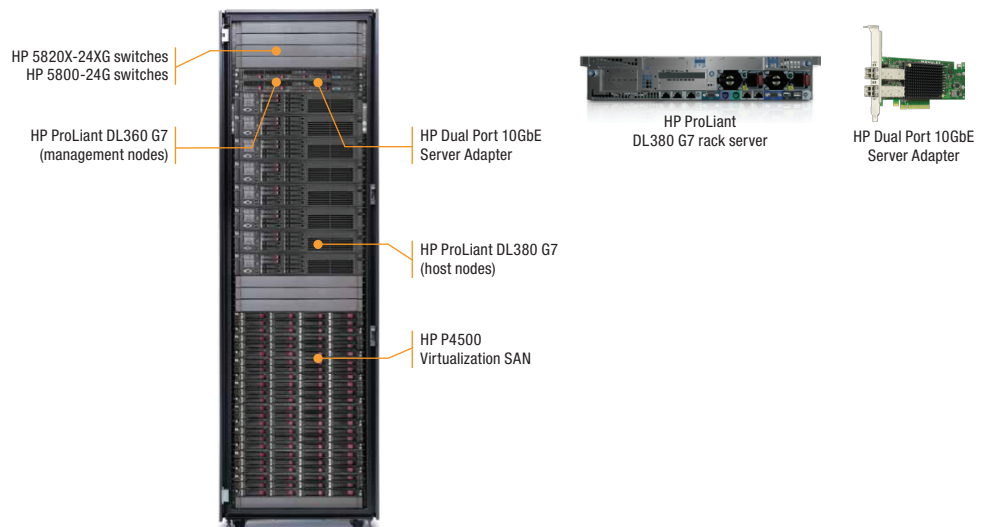 HP 5820X-24XG switches
HP 5800-24G switches
HP ProLiant DL360 G7
(management nodes)
HP Dual Port 10GbE
Server Adapter
HP ProLiant DL380 G7
(host nodes)
HP P4500
Virtualization SAN
HP ProLiant
DL380 G7 rack server
HP Dual Port 10GbE
Server Adapter